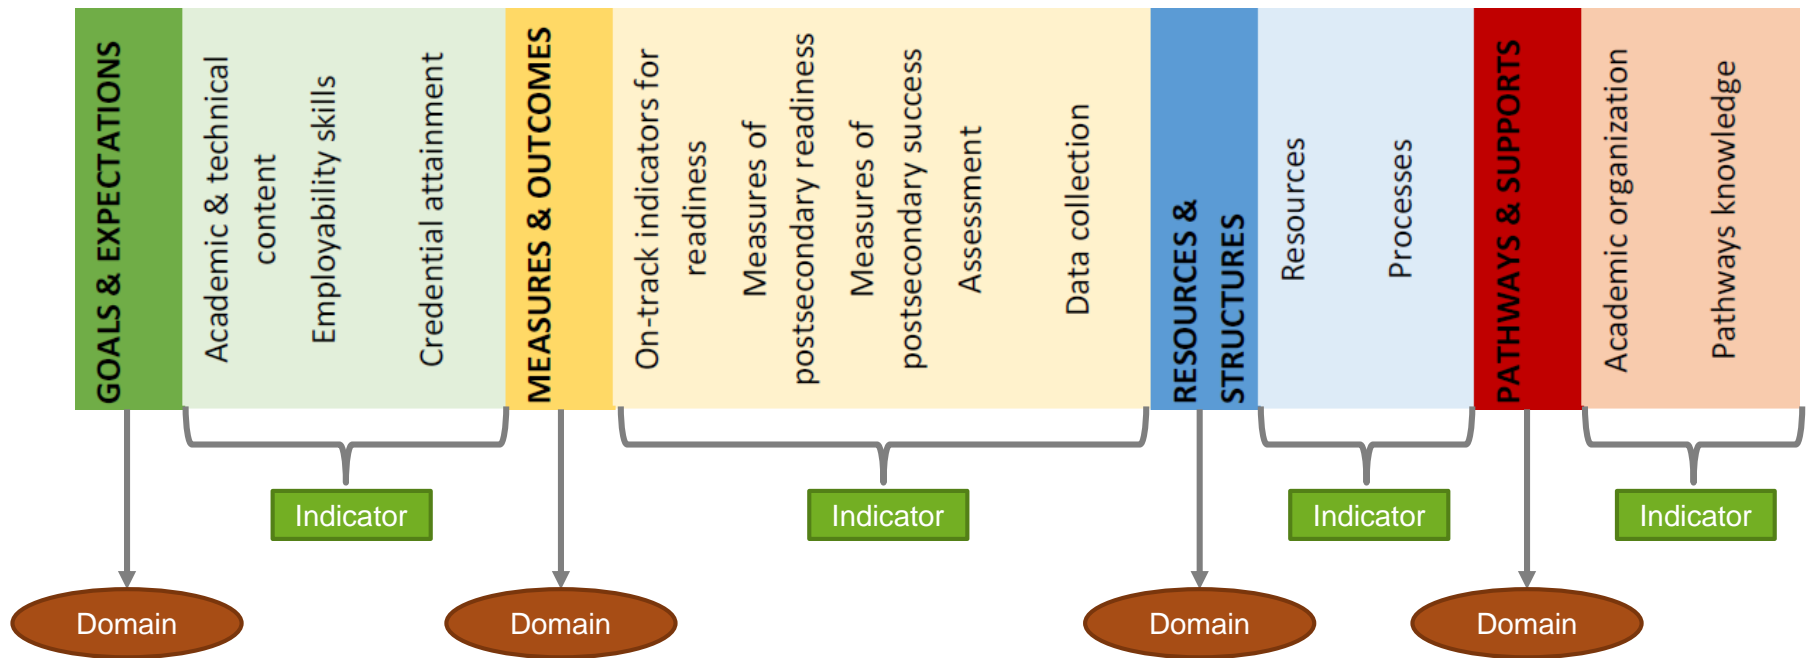 GOALS & EXPECTATIONS
Academic & technical
content
Employability skills
Credential attainment
MEASURES & OUTCOMES
On-track indicators for
readiness
Measures of
postsecondary readiness
Measures of
postsecondary success
Assessment
Data collection
RESOURCES &
STRUCTURES
Resources
Processes
PATHWAYS & SUPPORTS
Academic organization
Pathways knowledge
Indicator
Indicator
Indicator
Indicator
Domain
Domain
Domain
Domain